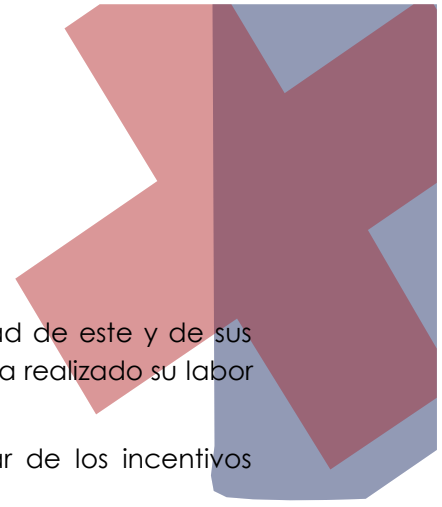 ad de este y de sus
a realizado su labor
ar de los incentivos